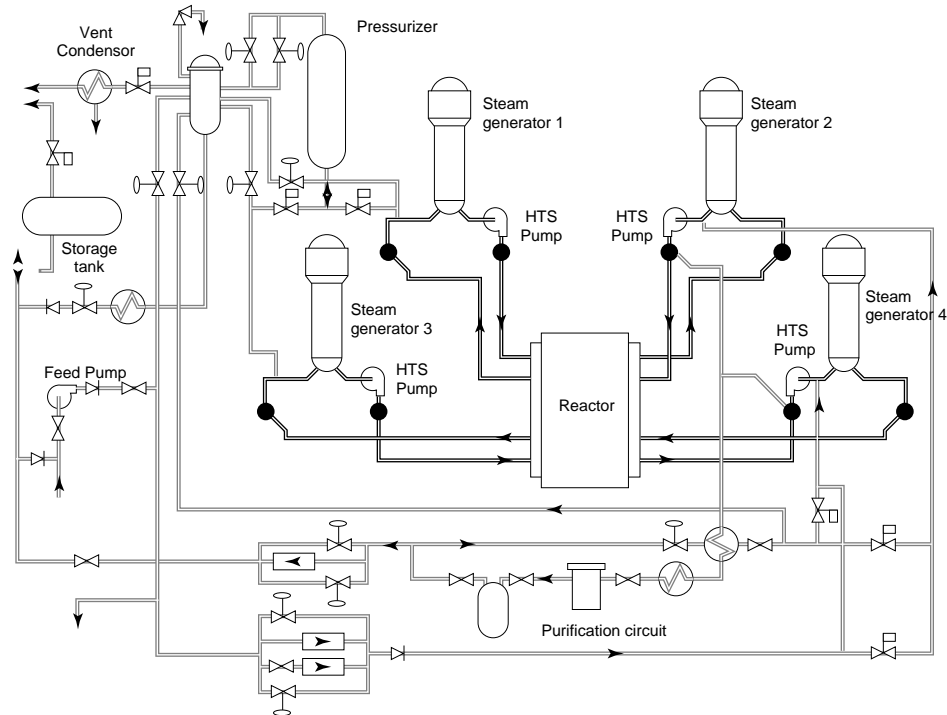 Vent
Condensor
Pressurizer
Steam
generator 1
Steam
generator 2
HTS
Pump
HTS
Pump
Storage
tank
Steam
generator 3
Steam
generator 4
HTS
Pump
Feed Pump
HTS
Pump
Reactor
Purification circuit